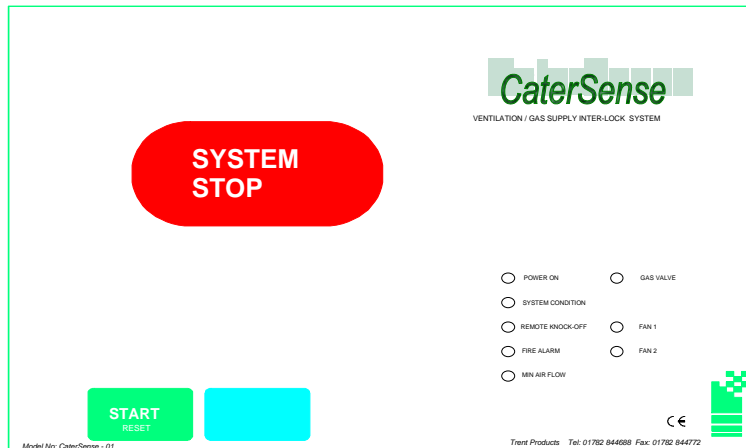 CaterSense
VENTILATION / GAS SUPPLY INTER-LOCK SYSTEM
SYSTEM
STOP
POWER ON GAS VALVE
SYSTEM CONDITION
REMOTE KNOCK-OFF FAN 1
FIRE ALARM FAN 2
MIN AIR FLOW
START
RESET
CE
Model No: CaterSense - 01
Trent Products Tel: 01782 844688 Fax: 01782 844772